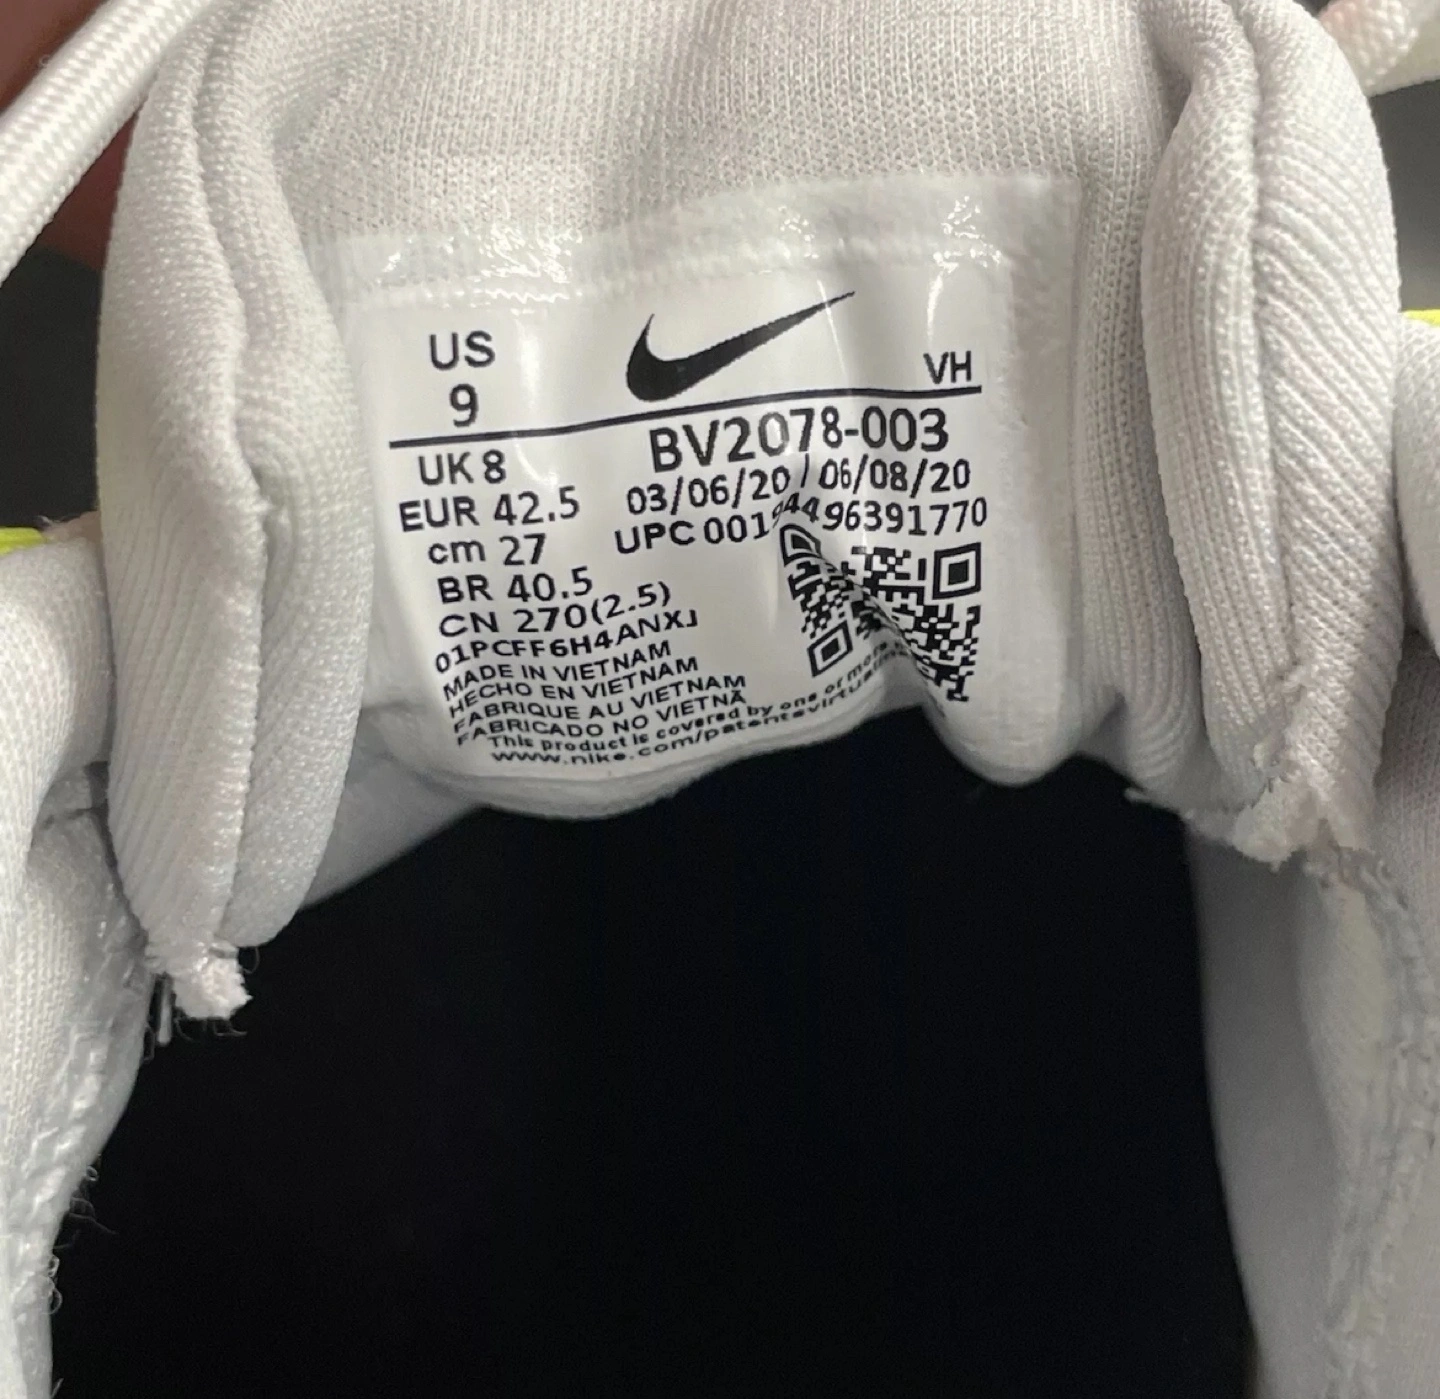 US
9
VH
UK 8
EUR 42.5
cm 27
BR 40.5
CN 270(2.5)
BV2078-003
03/06/20 / 06/08/20
UPC 00194496391770
01PCFF6H4ANXJ
MADE IN VIETNAM
HECHO EN VIETNAM
FABRIQUE AU VIETNAM
FABRICADO NO VIETNÃ
This product is covered by one or more
www.nike.com/patents